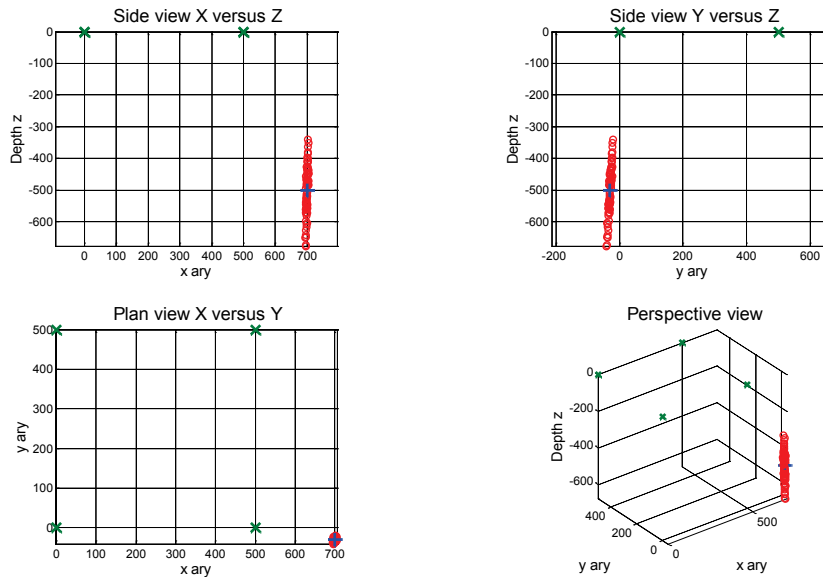 Side view X versus Z
0
-100
-200
-300
-400
-500
-600
Depth z
0 100 200 300 400 500 600 700
x ary
Side view Y versus Z
0
-100
-200
-300
-400
-500
-600
Depth z
-200 0 200 400 600
y ary
Plan view X versus Y
500
400
300
200
100
0
y ary
0 100 200 300 400 500 600 700
x ary
Perspective view
0
-200
-400
-600
Depth z
400
200
0
y ary
0
500
x ary